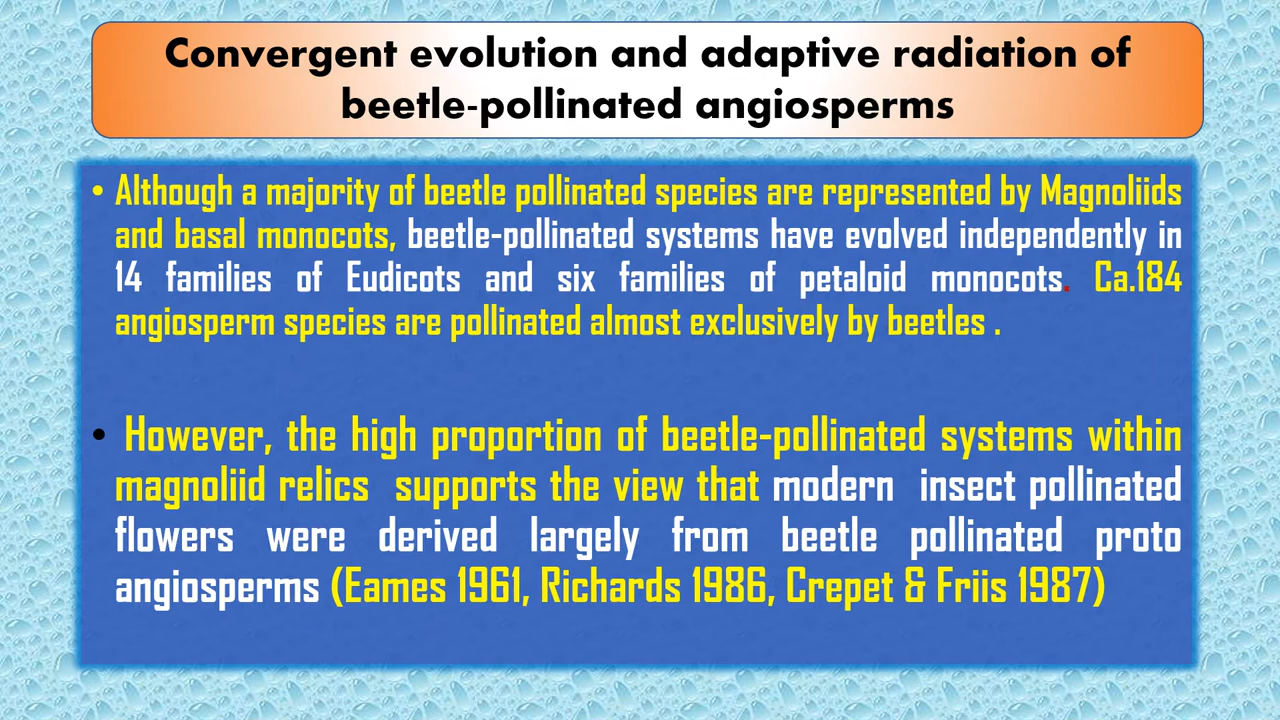 Convergent evolution and adaptive radiation of
beetle-pollinated angiosperms
• Although a majority of beetle pollinated species are represented by Magnoliids
and basal monocots, beetle-pollinated systems have evolved independently in
14 families of Eudicots and six families of petaloid monocots. Ca.184
angiosperm species are pollinated almost exclusively by beetles .
• However, the high proportion of beetle-pollinated systems within
magnoliid relics supports the view that modern insect pollinated
flowers were derived largely from beetle pollinated proto
angiosperms (Eames 1961, Richards 1986, Crepet & Friis 1987)